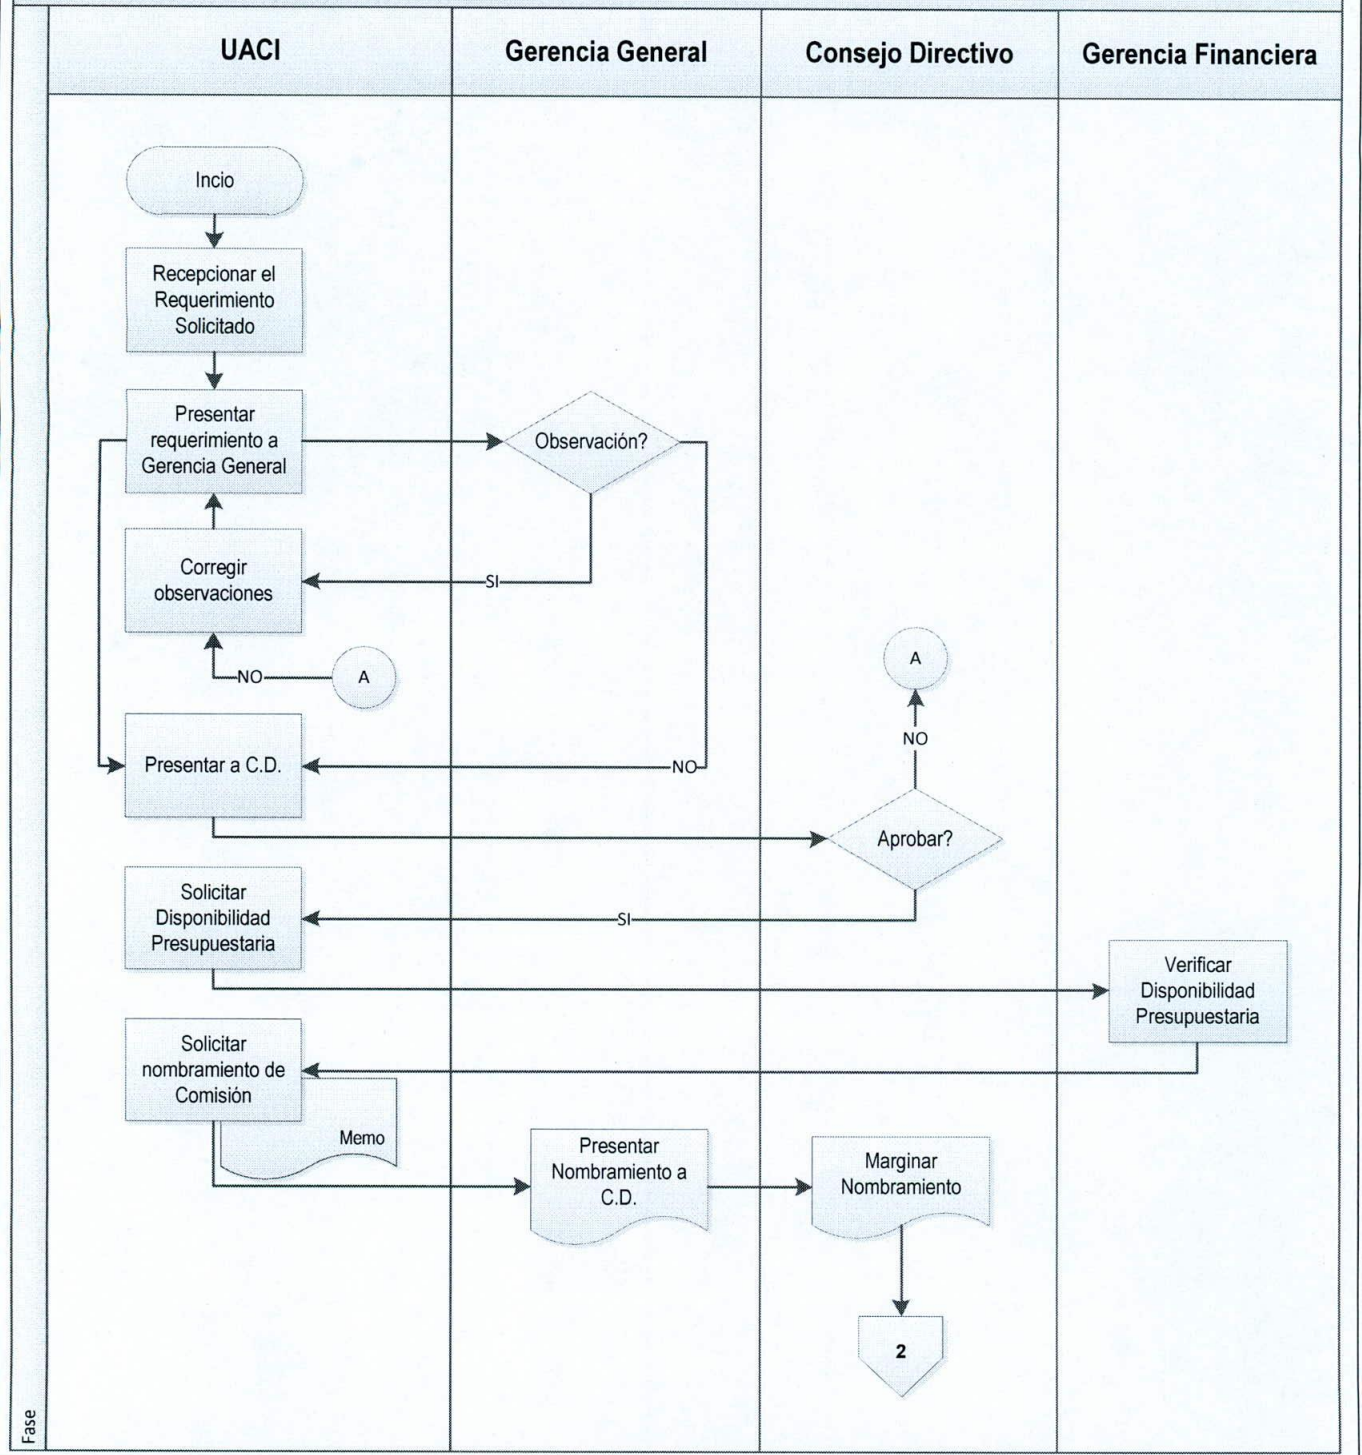 UACI
Gerencia General
Consejo Directivo
Gerencia Financiera
Incio
Recepcionar el
Requerimiento
Solicitado
Presentar
requerimiento a
Gerencia General
Observación?
Corregir
observaciones
SI
NO
A
A
NO
Presentar a C.D.
NO
Aprobar?
Solicitar
Disponibilidad
Presupuestaria
SI
Verificar
Disponibilidad
Presupuestaria
Solicitar
nombramiento de
Comisión
Memo
Presentar
Nombramiento a
C.D.
Marginar
Nombramiento
2
Fase